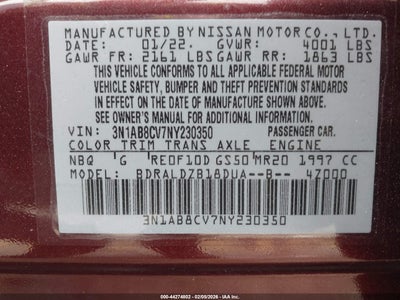 MANUFACTURED BY NISSAN MOTOR CO., LTD.
DATE: 01/22. GVWR: 4001 LBS
GAWR FR: 2161 LBS GAWR RR: 1863 LBS
THIS VEHICLE CONFORMS TO ALL APPLICABLE FEDERAL MOTOR
VEHICLE SAFETY, BUMPER, AND THEFT PREVENTION STANDARDS
IN EFFECT ON THE DATE OF MANUFACTURE SHOWN ABOVE.
SEE OWNER'S MANUAL FOR ADDITIONAL INFORMATION
VIN: 3N1AB8CV7NY230350 PASSENGER CAR.
COLOR TRIM TRANS AXLE ENGINE
NBQ G RE0F10D GS50 MR20 1997 CC
MODEL: BDRALDZB18DUA--B-- 4Z000
3N1AB8CV7NY230350
000-44274002 - 02/05/2026 - IAA Inc.